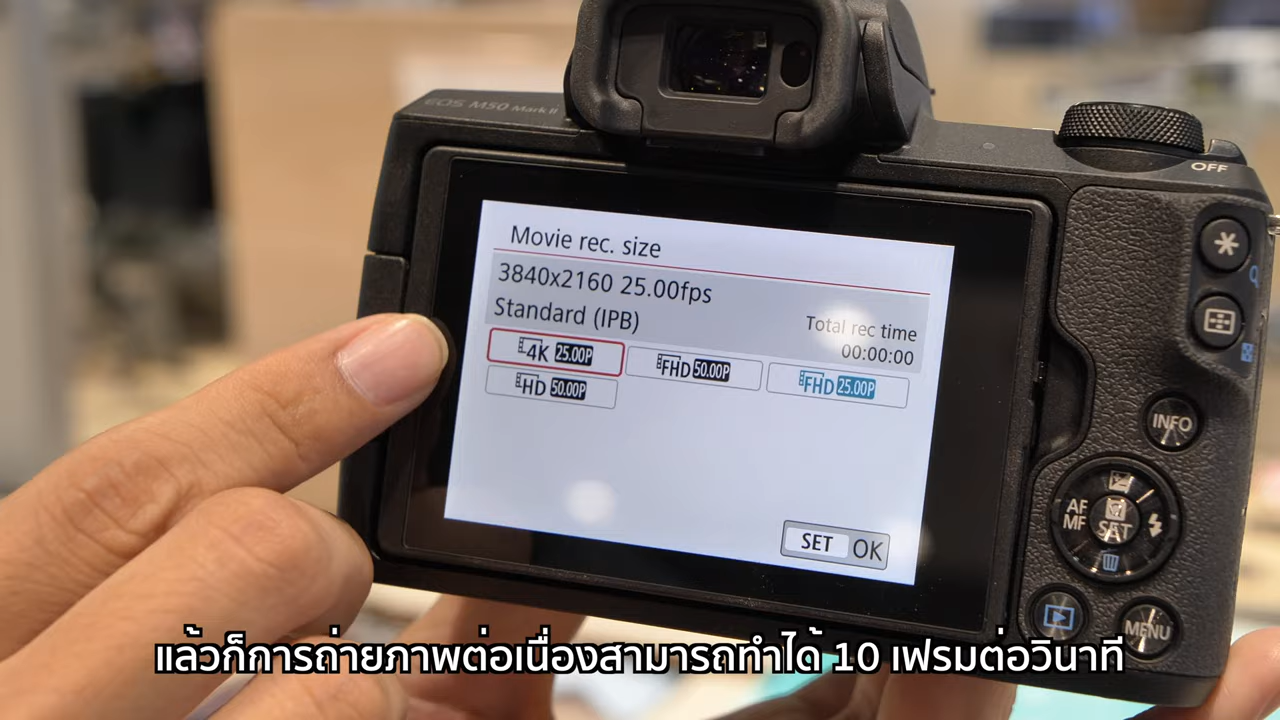 EOS M50 Mark II
OFF
Movie rec. size
3840x2160 25.00fps
Standard (IPB)
Total rec time
00:00:00
4K 25.00P
FHD 50.00P
FHD 25.00P
HD 50.00P
SET OK
INFO
AF
MF
SET
MENU
แล้วก็การถ่ายภาพต่อเนื่องสามารถทำได้ 10 เฟรมต่อวินาที